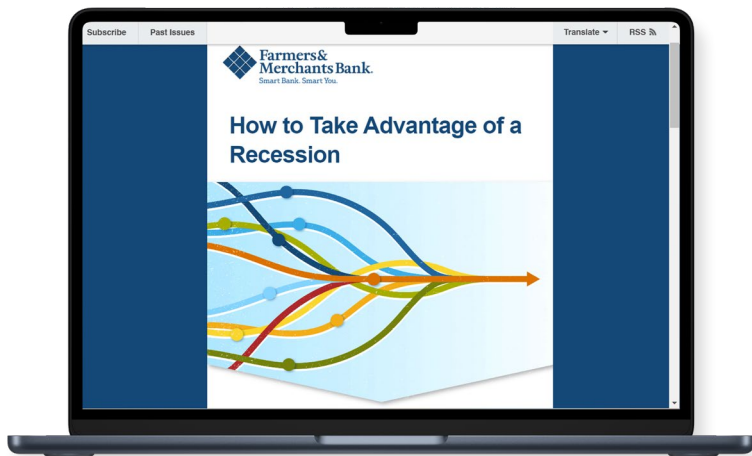 Subscribe Past Issues Translate RSS
Farmers&
Merchants Bank.
Smart Bank. Smart You.
How to Take Advantage of a
Recession